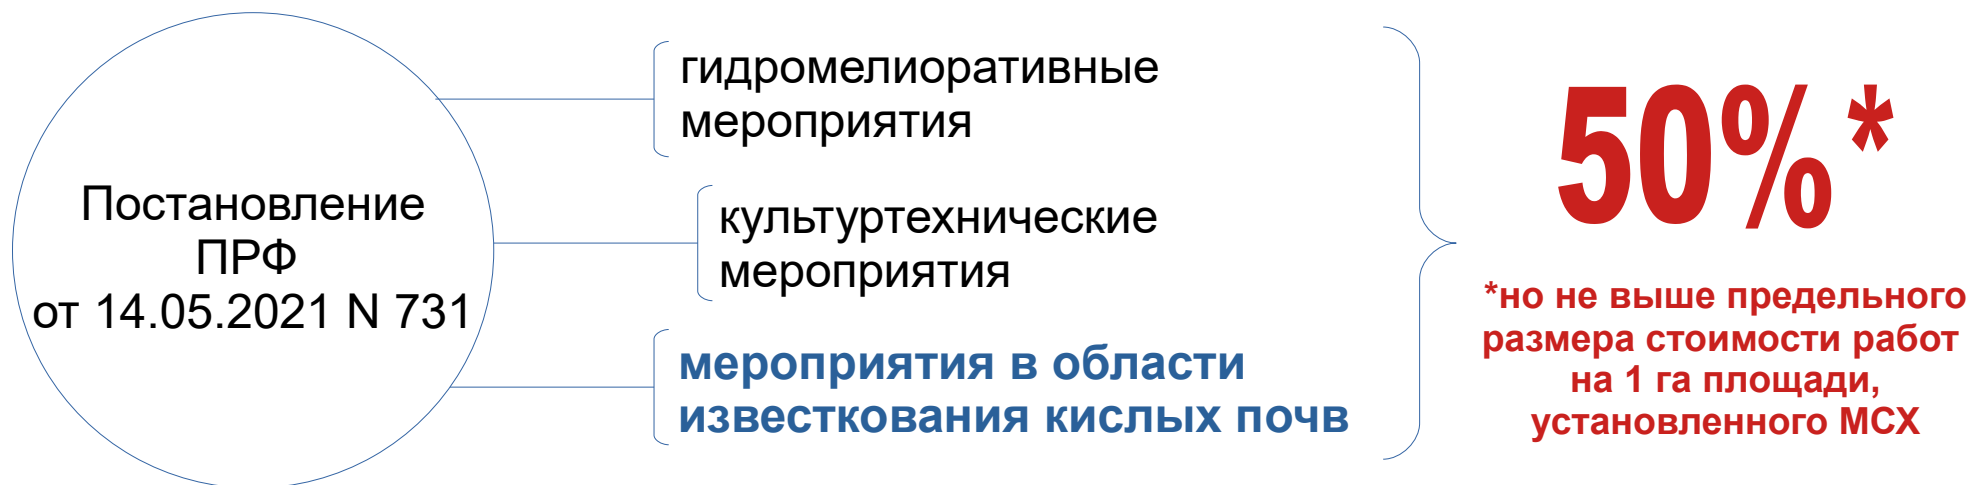 Постановление
ПРФ
от 14.05.2021 N 731
гидромелиоративные
мероприятия
культуртехнические
мероприятия
мероприятия в области
известкования кислых почв
50%*
*но не выше предельного
размера стоимости работ
на 1 га площади,
установленного МСХ